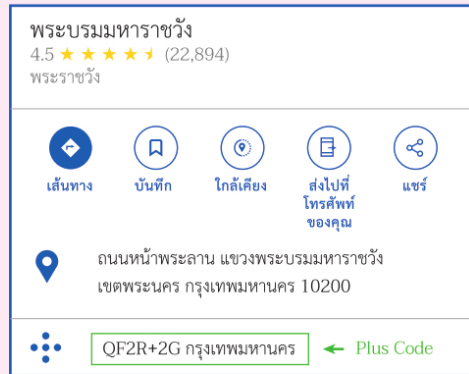 พระบรมมหาราชวัง
4.5 ★ ★ ★ ★ ★ (22,894)
พระราชวัง
เส้นทาง
บันทึก
ใกล้เคียง
ส่งไปที่
โทรศัพท์
ของคุณ
แชร์
ถนนหน้าพระลาน แขวงพระบรมมหาราชวัง
เขตพระนคร กรุงเทพมหานคร 10200
QF2R+2G กรุงเทพมหานคร ← Plus Code